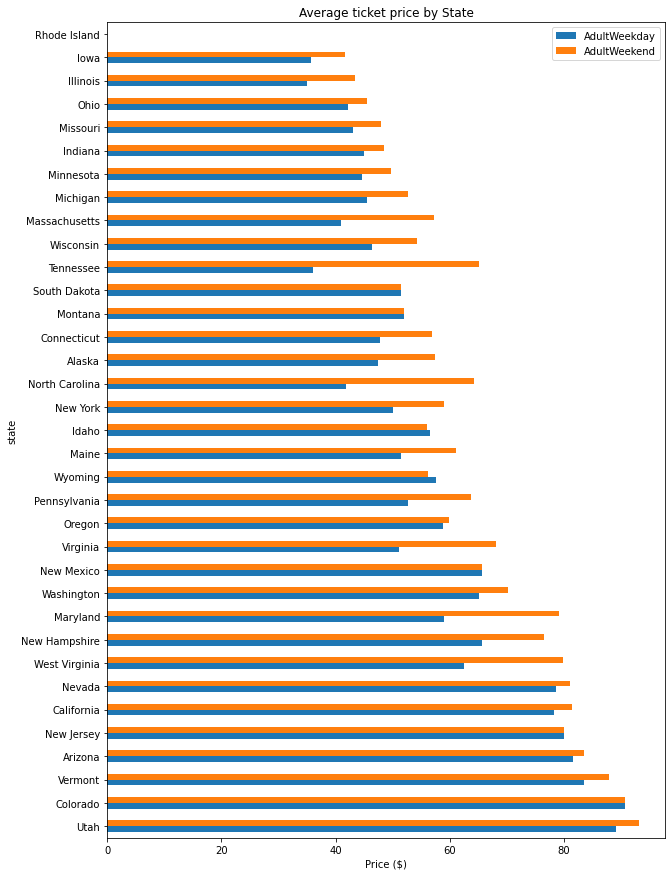 Average ticket price by State
AdultWeekday
AdultWeekend
Rhode Island
Iowa
Illinois
Ohio
Missouri
Indiana
Minnesota
Michigan
Massachusetts
Wisconsin
Tennessee
South Dakota
Montana
Connecticut
Alaska
North Carolina
New York
Idaho
Maine
Wyoming
Pennsylvania
Oregon
Virginia
New Mexico
Washington
Maryland
New Hampshire
West Virginia
Nevada
California
New Jersey
Arizona
Vermont
Colorado
Utah
state
0 20 40 60 80
Price ($)